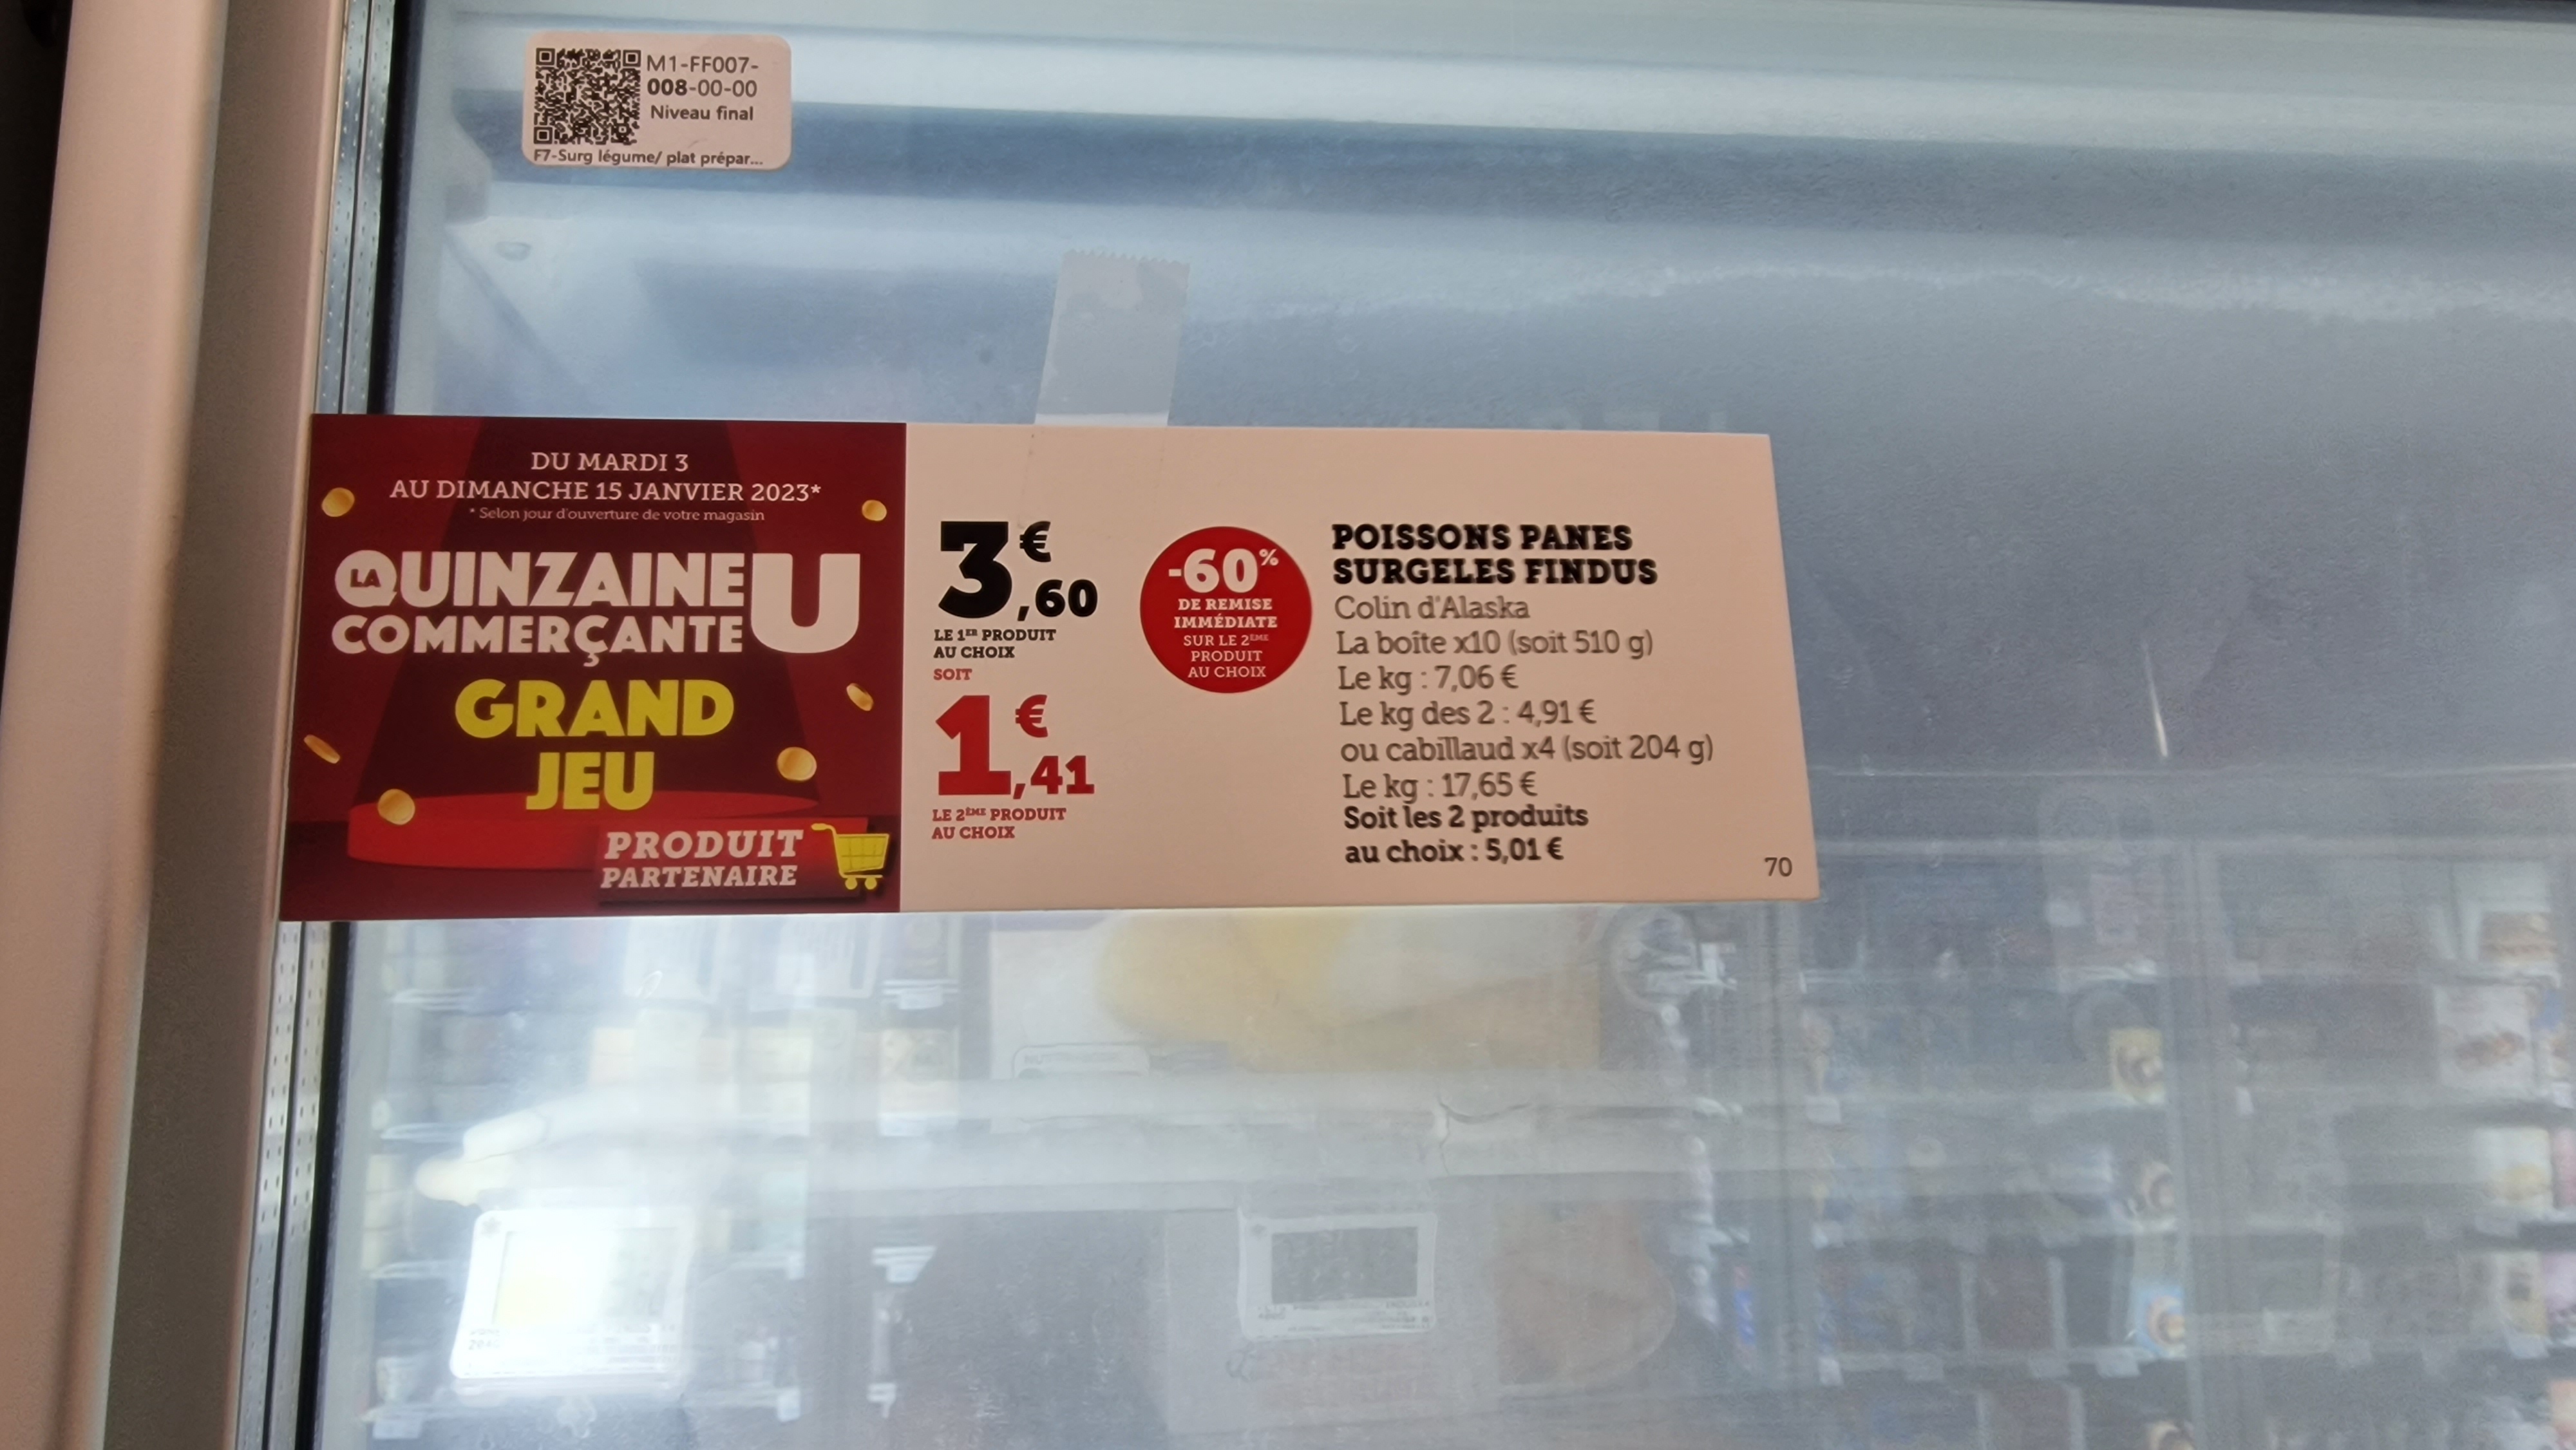 M1-FF007-
008-00-00
Niveau final
F7-Surg légume/ plat prépar...
DU MARDI 3
AU DIMANCHE 15 JANVIER 2023*
* Selon jour d'ouverture de votre magasin
LA QUINZAINE U
COMMERÇANTE
GRAND
JEU
PRODUIT
PARTENAIRE
3€,60
LE 1ER PRODUIT
AU CHOIX
SOIT
1€,41
LE 2ÈME PRODUIT
AU CHOIX
-60%
DE REMISE
IMMÉDIATE
SUR LE 2ÈME
PRODUIT
AU CHOIX
POISSONS PANES
SURGELES FINDUS
Colin d'Alaska
La boîte x10 (soit 510 g)
Le kg : 7,06 €
Le kg des 2 : 4,91 €
ou cabillaud x4 (soit 204 g)
Le kg : 17,65 €
Soit les 2 produits
au choix : 5,01 €
70